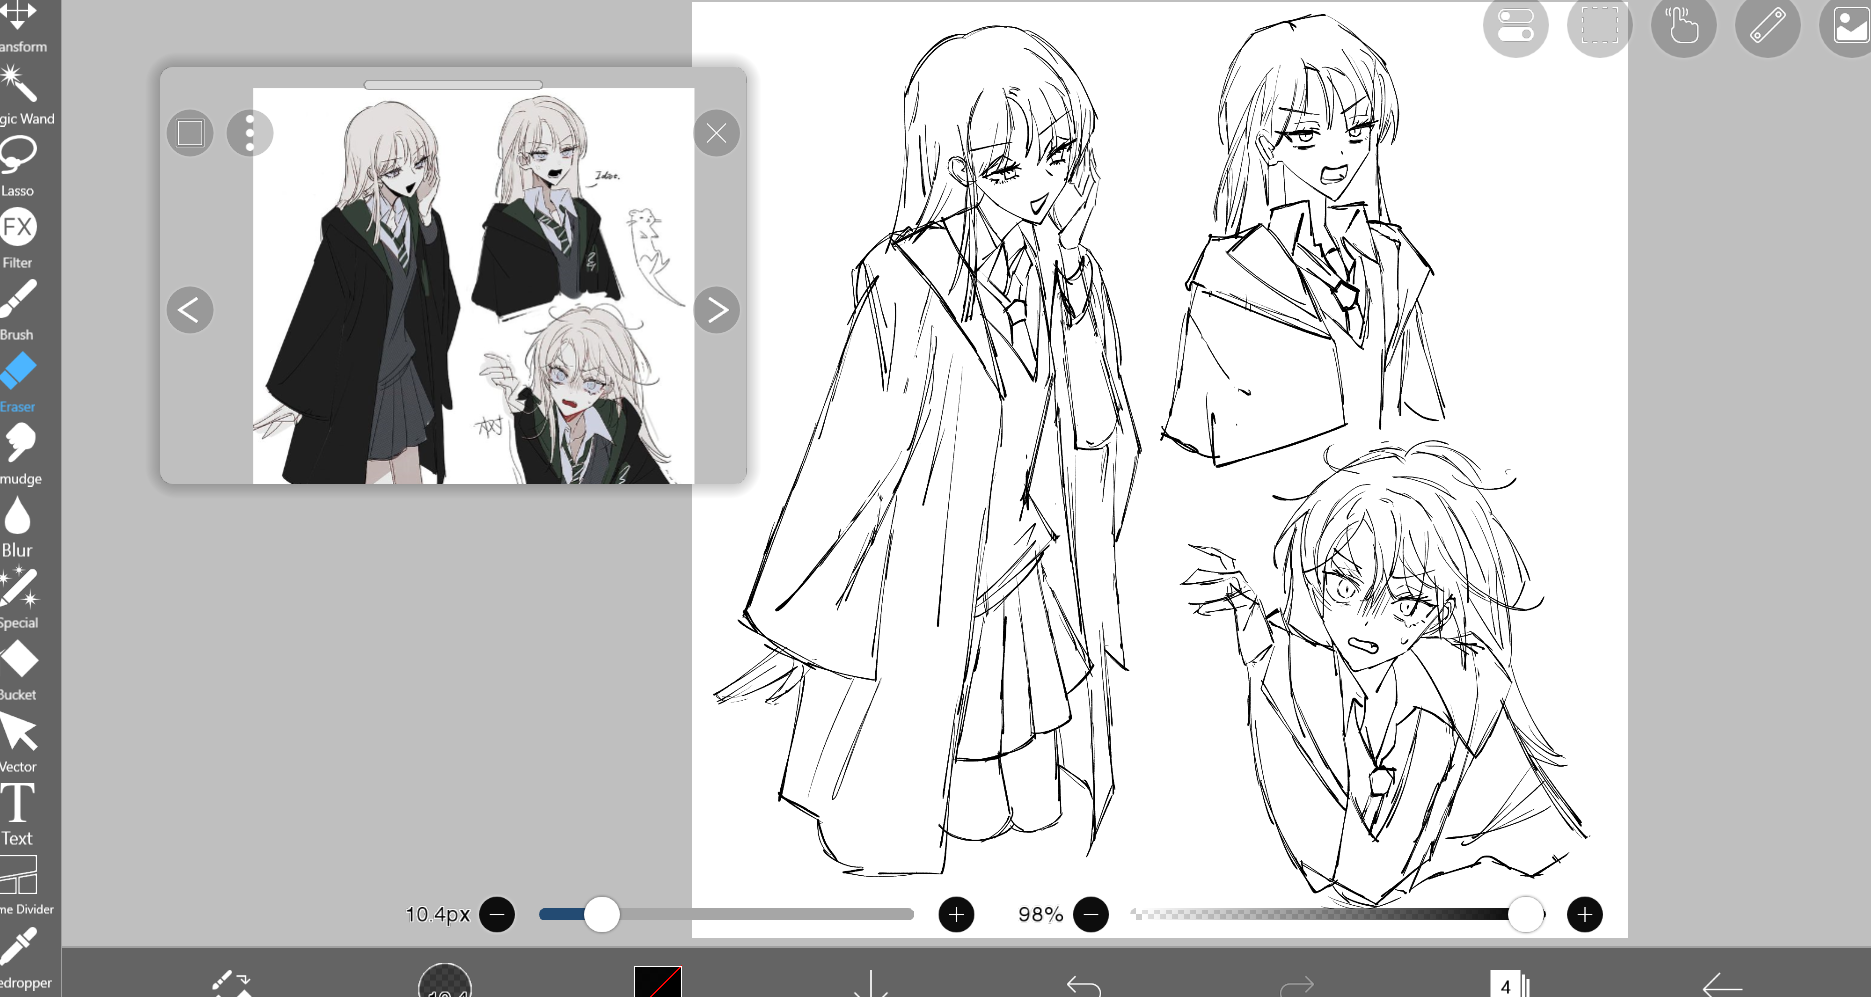 ansform
gic Wand
Lasso
FX
Filter
Brush
Eraser
mudge
Blur
Special
Bucket
Vector
T
Text
me Divider
edropper
10.4px
98%
4